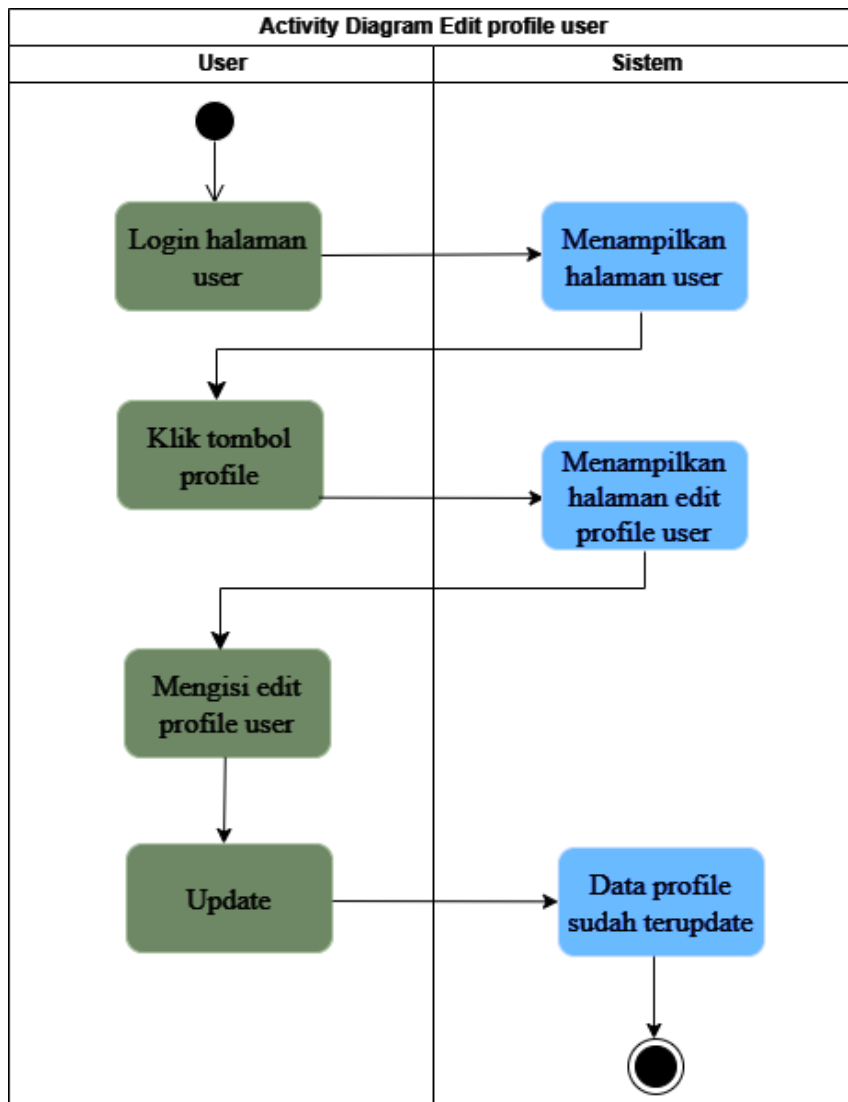 Activity Diagram Edit profile user
User
Sistem
Login halaman
user
Menampilkan
halaman user
Klik tombol
profile
Menampilkan
halaman edit
profile user
Mengisi edit
profile user
Update
Data profile
sudah terupdate